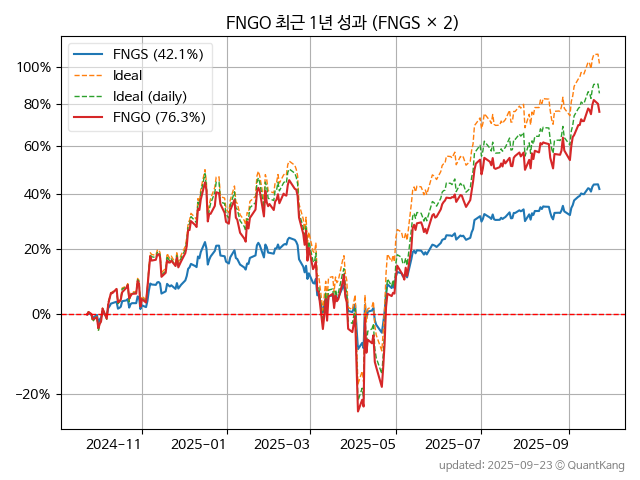 FNGO 최근 1년 성과 (FNGS × 2)
FNGS (42.1%)
Ideal
Ideal (daily)
FNGO (76.3%)
100%
80%
60%
40%
20%
0%
−20%
2024-11
2025-01
2025-03
2025-05
2025-07
2025-09
updated: 2025-09-23 ⓒ QuantKang